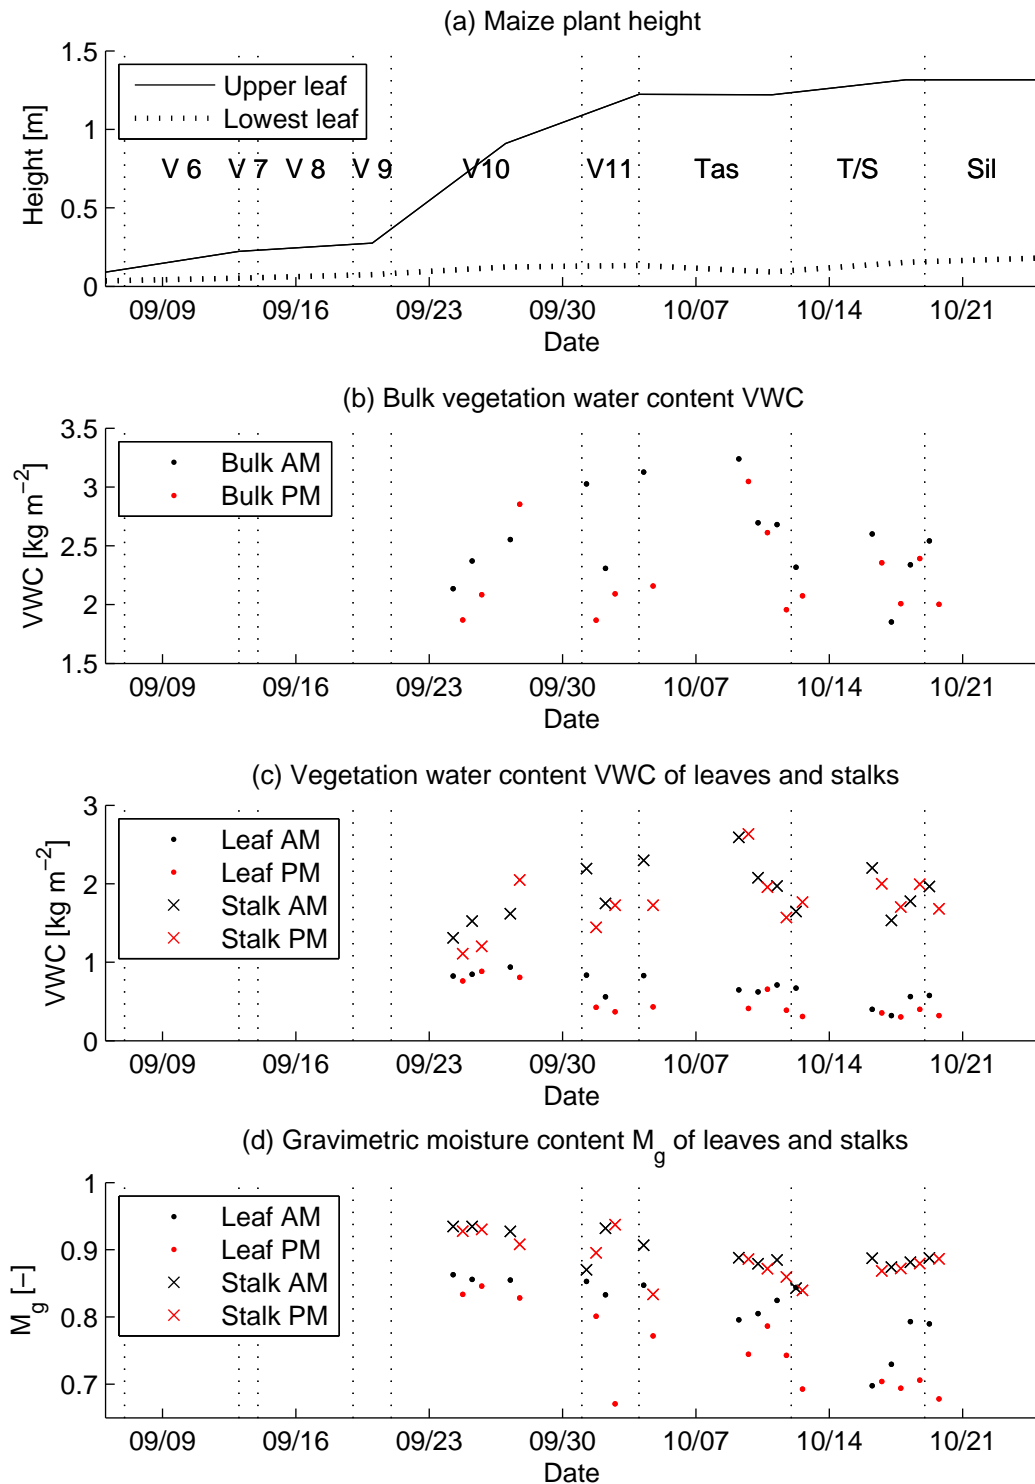 (a) Maize plant height
1.5
1
0.5
0
Height [m]
Upper leaf
Lowest leaf
V 6 V 7 V 8 V 9 V10 V11 Tas T/S Sil
09/09 09/16 09/23 09/30 10/07 10/14 10/21
Date
(b) Bulk vegetation water content VWC
3.5
3
2.5
2
1.5
VWC [kg m−2]
Bulk AM
Bulk PM
09/09 09/16 09/23 09/30 10/07 10/14 10/21
Date
(c) Vegetation water content VWC of leaves and stalks
3
2
1
0
VWC [kg m−2]
Leaf AM
Leaf PM
Stalk AM
Stalk PM
09/09 09/16 09/23 09/30 10/07 10/14 10/21
Date
(d) Gravimetric moisture content Mg of leaves and stalks
1
0.9
0.8
0.7
Mg [−]
Leaf AM
Leaf PM
Stalk AM
Stalk PM
09/09 09/16 09/23 09/30 10/07 10/14 10/21
Date